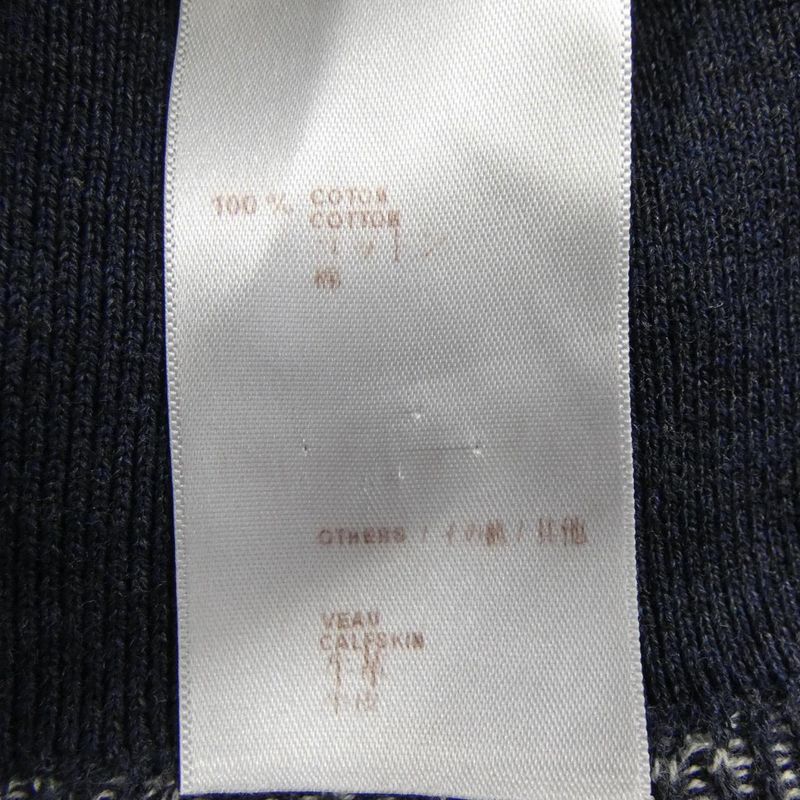 100 % COTON
COTTON
コットン
棉
OTHERS / その他 / 其他
VEAU
CALFSKIN
牛革
牛皮